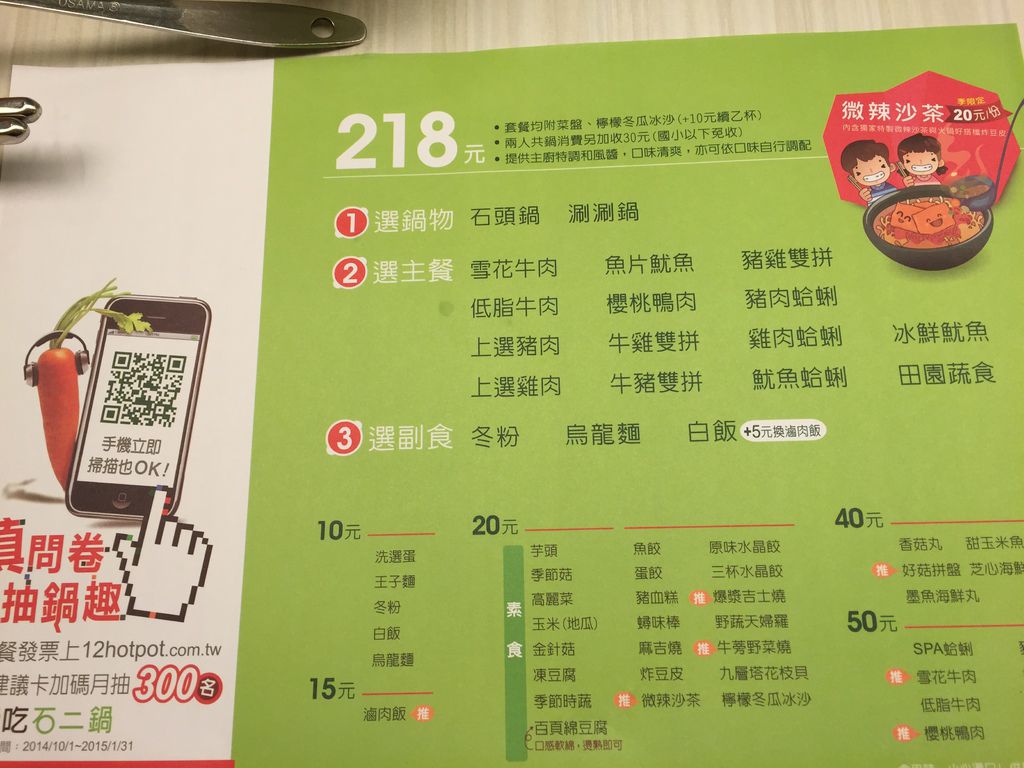 OSAMA ®
218元
• 套餐均附菜盤、檸檬冬瓜冰沙(+10元續乙杯)
• 兩人共鍋消費另加收30元(國小以下免收)
• 提供主廚特調和風醬，口味清爽，亦可依口味自行調配
微辣沙茶 季限定 20元/份
內含獨家特製微辣沙茶與火鍋好搭檔炸豆皮
1 選鍋物 石頭鍋 涮涮鍋
2 選主餐 雪花牛肉 魚片魷魚 豬雞雙拼
低脂牛肉 櫻桃鴨肉 豬肉蛤蜊
上選豬肉 牛雞雙拼 雞肉蛤蜊 冰鮮魷魚
上選雞肉 牛豬雙拼 魷魚蛤蜊 田園蔬食
3 選副食 冬粉 烏龍麵 白飯 +5元換滷肉飯
10元
洗選蛋
王子麵
冬粉
白飯
烏龍麵
15元
滷肉飯 推
20元
素食
芋頭 魚餃 原味水晶餃
季節菇 蛋餃 三杯水晶餃
高麗菜 豬血糕 推 爆漿吉士燒
玉米(地瓜) 蟳味棒 野蔬天婦羅
金針菇 麻吉燒 推 牛蒡野菜燒
凍豆腐 炸豆皮 九層塔花枝貝
季節時蔬 推 微辣沙茶 檸檬冬瓜冰沙
百頁綿豆腐
口感軟綿，燙熟即可
40元
香菇丸 甜玉米魚
推 好菇拼盤 芝心海鮮
墨魚海鮮丸
50元
SPA蛤蜊
推 雪花牛肉
低脂牛肉
推 櫻桃鴨肉
手機立即
掃描也OK!
填問卷
抽鍋趣
餐發票上12hotpot.com.tw
建議卡加碼月抽300名
吃石二鍋
間：2014/10/1~2015/1/31